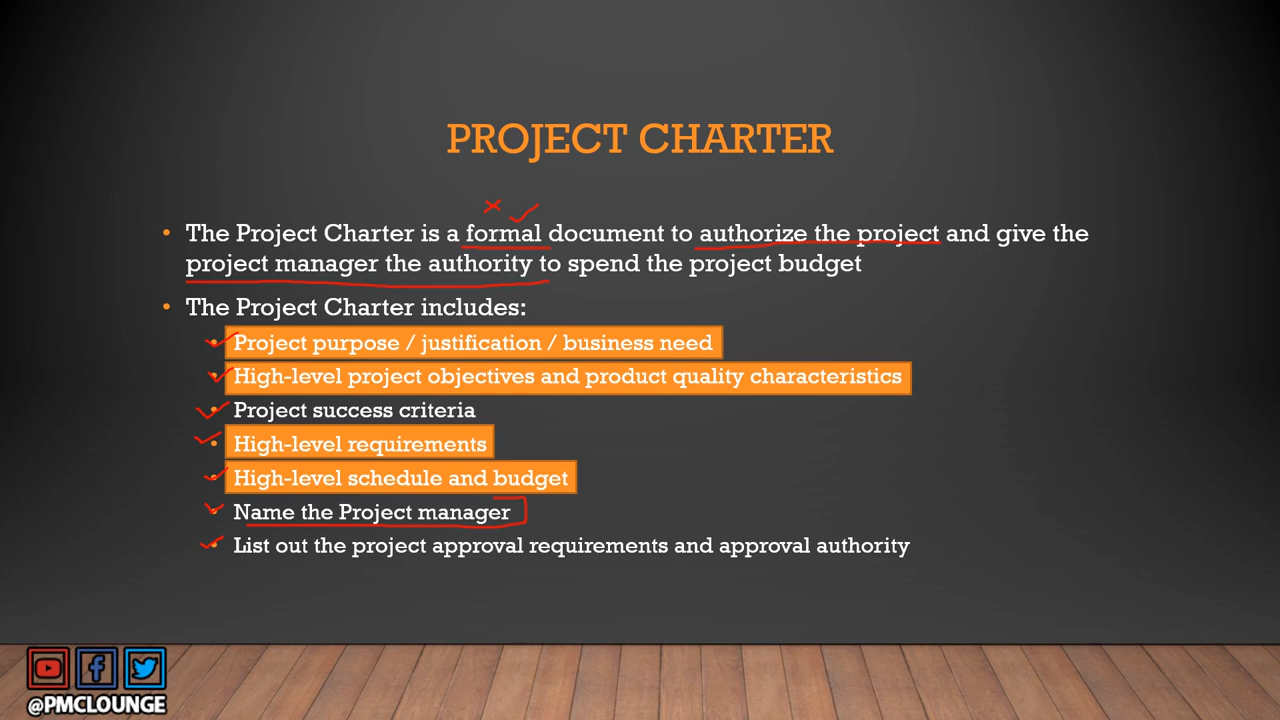 PROJECT CHARTER
• The Project Charter is a formal document to authorize the project and give the
project manager the authority to spend the project budget
• The Project Charter includes:
• Project purpose / justification / business need
• High-level project objectives and product quality characteristics
• Project success criteria
• High-level requirements
• High-level schedule and budget
• Name the Project manager
• List out the project approval requirements and approval authority
@PMCLOUNGE